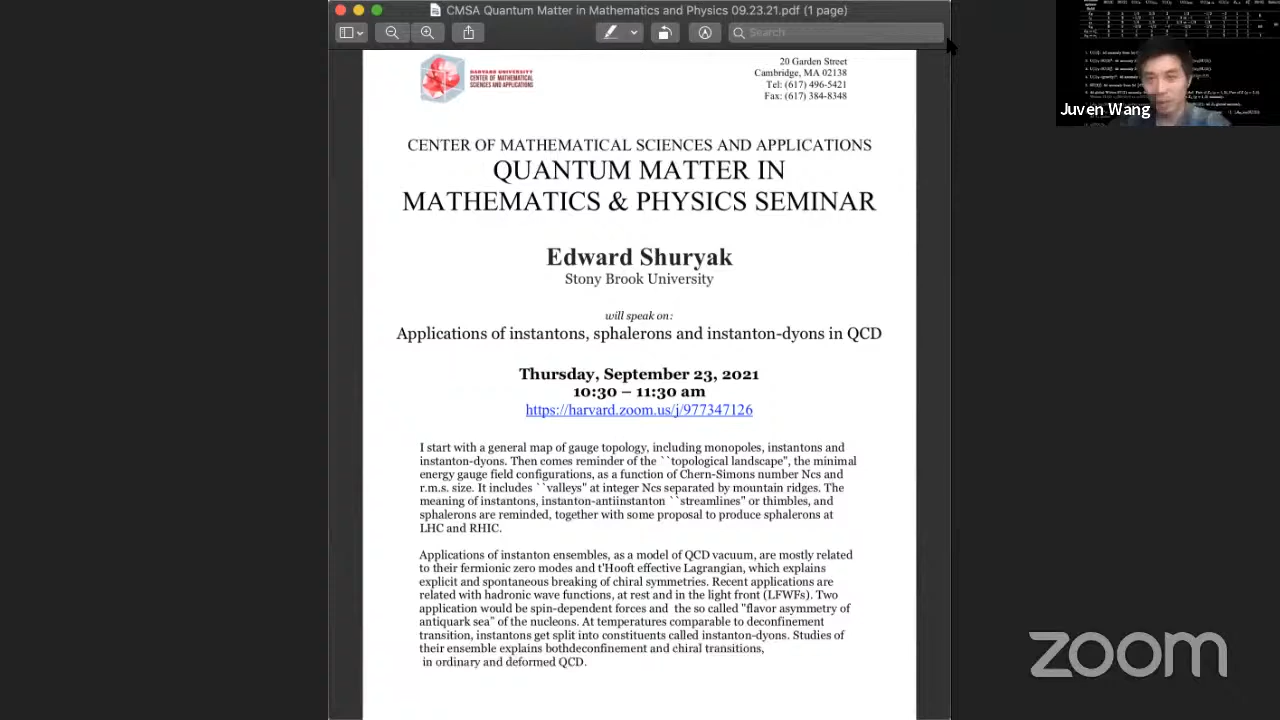 CMSA Quantum Matter in Mathematics and Physics 09.23.21.pdf (1 page)
Search
HARVARD UNIVERSITY
CENTER OF MATHEMATICAL
SCIENCES AND APPLICATIONS
20 Garden Street
Cambridge, MA 02138
Tel: (617) 496-5421
Fax: (617) 384-8348
Juven Wang
CENTER OF MATHEMATICAL SCIENCES AND APPLICATIONS
QUANTUM MATTER IN
MATHEMATICS & PHYSICS SEMINAR
Edward Shuryak
Stony Brook University
will speak on:
Applications of instantons, sphalerons and instanton-dyons in QCD
Thursday, September 23, 2021
10:30 – 11:30 am
https://harvard.zoom.us/j/977347126
I start with a general map of gauge topology, including monopoles, instantons and
instanton-dyons. Then comes reminder of the ``topological landscape", the minimal
energy gauge field configurations, as a function of Chern-Simons number Ncs and
r.m.s. size. It includes ``valleys" at integer Ncs separated by mountain ridges. The
meaning of instantons, instanton-antiinstanton ``streamlines" or thimbles, and
sphalerons are reminded, together with some proposal to produce sphalerons at
LHC and RHIC.
Applications of instanton ensembles, as a model of QCD vacuum, are mostly related
to their fermionic zero modes and t'Hooft effective Lagrangian, which explains
explicit and spontaneous breaking of chiral symmetries. Recent applications are
related with hadronic wave functions, at rest and in the light front (LFWFs). Two
application would be spin-dependent forces and the so called "flavor asymmetry of
antiquark sea" of the nucleons. At temperatures comparable to deconfinement
transition, instantons get split into constituents called instanton-dyons. Studies of
their ensemble explains bothdeconfinement and chiral transitions,
in ordinary and deformed QCD.
zoom